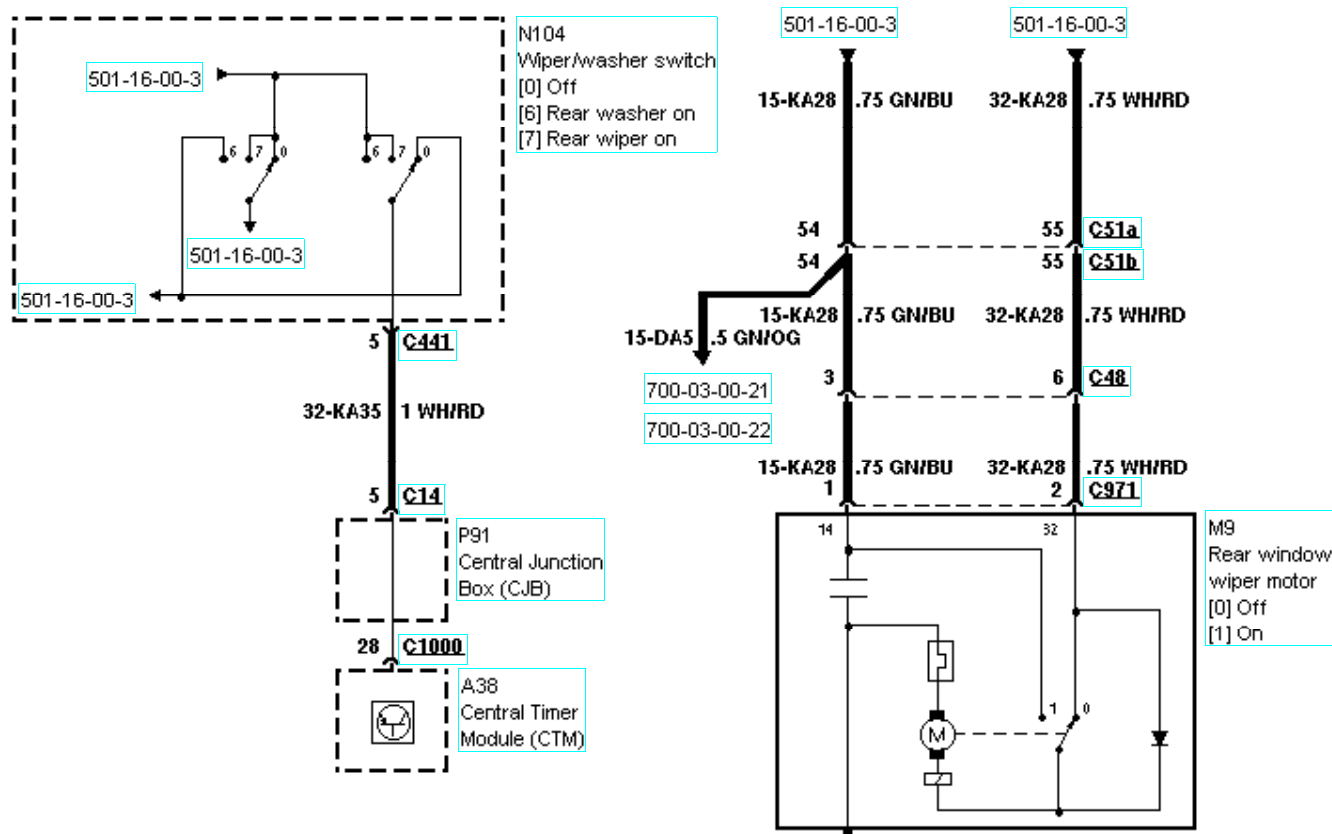 N104
Wiper/washer switch
[0] Off
[6] Rear washer on
[7] Rear wiper on
501-16-00-3
6 7 0
6 7 0
501-16-00-3
501-16-00-3
5 C441
32-KA35 1 WH/RD
5 C14
P91
Central Junction
Box (CJB)
28 C1000
A38
Central Timer
Module (CTM)
501-16-00-3 501-16-00-3
15-KA28 .75 GN/BU 32-KA28 .75 WH/RD
54 55 C51a
54 55 C51b
15-KA28 .75 GN/BU 32-KA28 .75 WH/RD
15-DA5 .5 GN/OG
700-03-00-21
700-03-00-22
3 6 C48
15-KA28 .75 GN/BU 32-KA28 .75 WH/RD
1 2 C971
14 32
M9
Rear window
wiper motor
[0] Off
[1] On
1 0
M